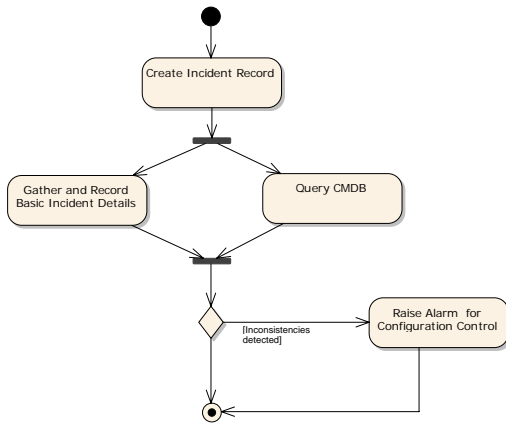 Create Incident Record
Gather and Record
Basic Incident Details
Query CMDB
[Inconsistencies
detected]
Raise Alarm for
Configuration Control